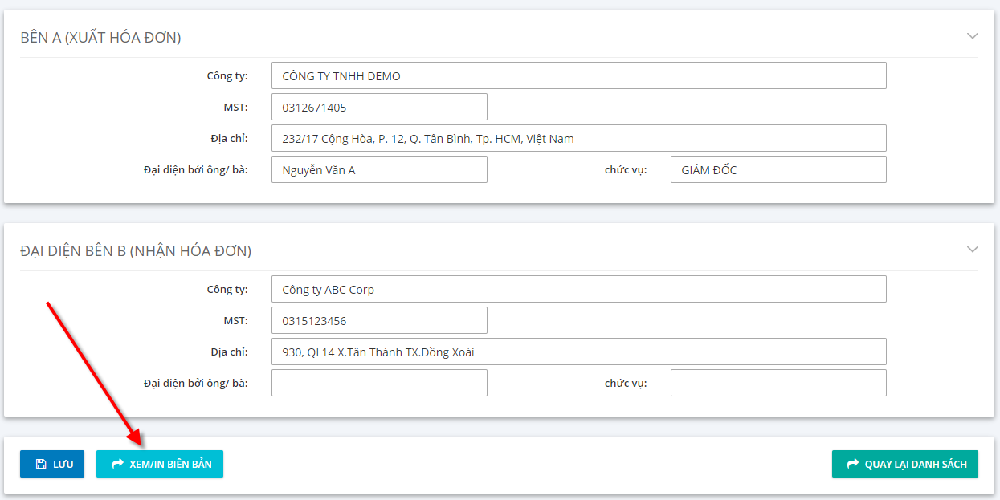 BÊN A (XUẤT HÓA ĐƠN)
Công ty: CÔNG TY TNHH DEMO
MST: 0312671405
Địa chỉ: 232/17 Cộng Hòa, P. 12, Q. Tân Bình, Tp. HCM, Việt Nam
Đại diện bởi ông/ bà: Nguyễn Văn A chức vụ: GIÁM ĐỐC
ĐẠI DIỆN BÊN B (NHẬN HÓA ĐƠN)
Công ty: Công ty ABC Corp
MST: 0315123456
Địa chỉ: 930, QL14 X.Tân Thành TX.Đồng Xoài
Đại diện bởi ông/ bà: chức vụ:
LƯU XEM/IN BIÊN BẢN QUAY LẠI DANH SÁCH